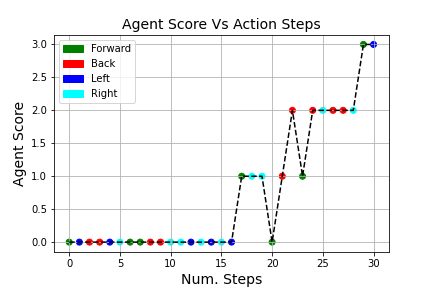 Agent Score Vs Action Steps
Forward
Back
Left
Right
Agent Score
3.0
2.5
2.0
1.5
1.0
0.5
0.0
0 5 10 15 20 25 30
Num. Steps